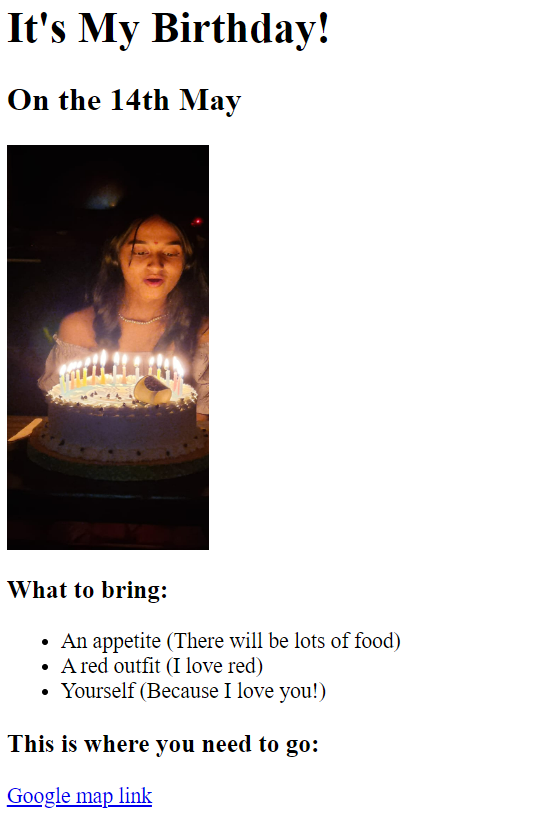 It's My Birthday!
On the 14th May
What to bring:
An appetite (There will be lots of food)
A red outfit (I love red)
Yourself (Because I love you!)
This is where you need to go:
Google map link